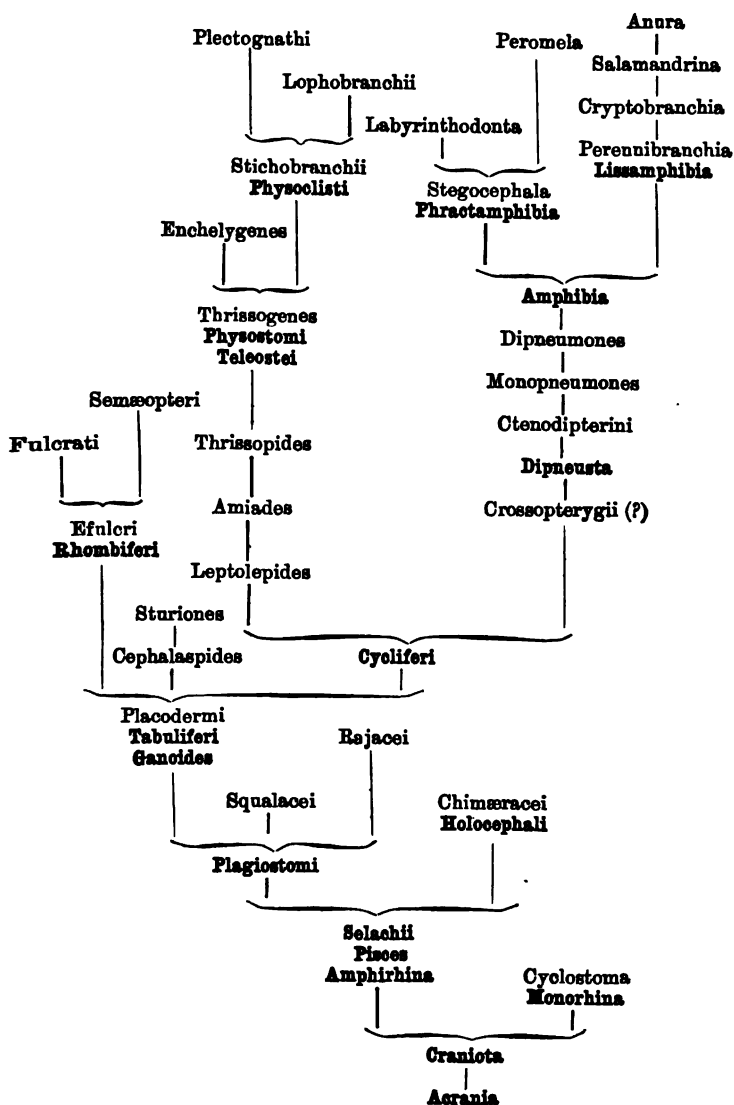 Anura
Plectognathi
Peromela
Salamandrina
Lophobranchii
Cryptobranchia
Labyrinthodonta
Perennibranchia
Lissamphibia
Stichobranchii
Physoclisti
Stegocephala
Phractamphibia
Enchelygenes
Amphibia
Thrissogenes
Physostomi
Teleostei
Dipneumones
Monopneumones
Semæopteri
Ctenodipterini
Fulcrati
Thrissopides
Dipneusta
Amiades
Crossopterygii (?)
Efulcri
Rhombiferi
Leptolepides
Sturiones
Cephalaspides
Cycliferi
Placodermi
Tabuliferi
Ganoides
Rajacei
Squalacei
Chimæracei
Holocephali
Plagiostomi
Selachii
Pisces
Amphirhina
Cyclostoma
Monorhina
Craniota
Acrania